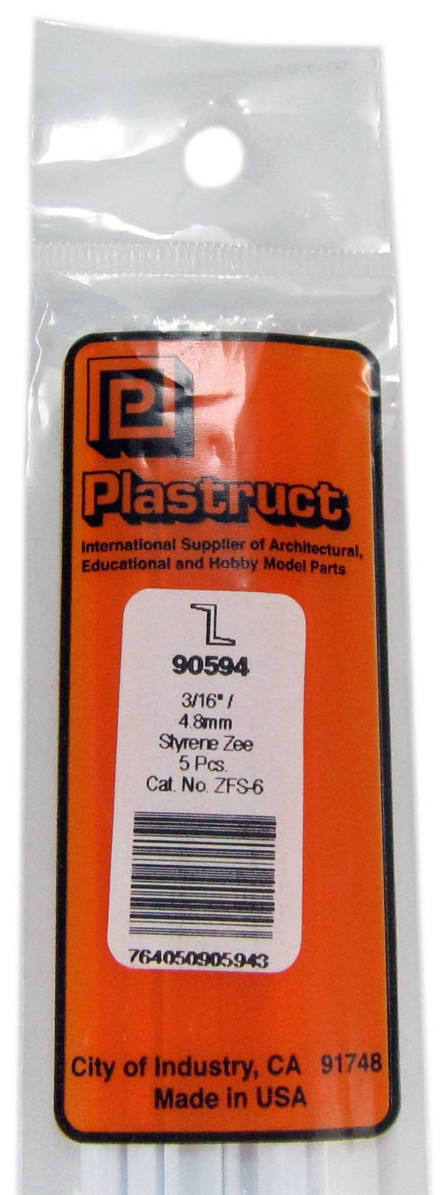 P
Plastruct
International Supplier of Architectural,
Educational and Hobby Model Parts
90594
3/16" /
4.8mm
Styrene Zee
5 Pcs.
Cat. No. ZFS-6
764050905943
City of Industry, CA 91748
Made in USA